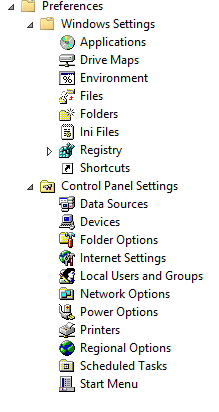 Preferences
Windows Settings
Applications
Drive Maps
Environment
Files
Folders
Ini Files
Registry
Shortcuts
Control Panel Settings
Data Sources
Devices
Folder Options
Internet Settings
Local Users and Groups
Network Options
Power Options
Printers
Regional Options
Scheduled Tasks
Start Menu